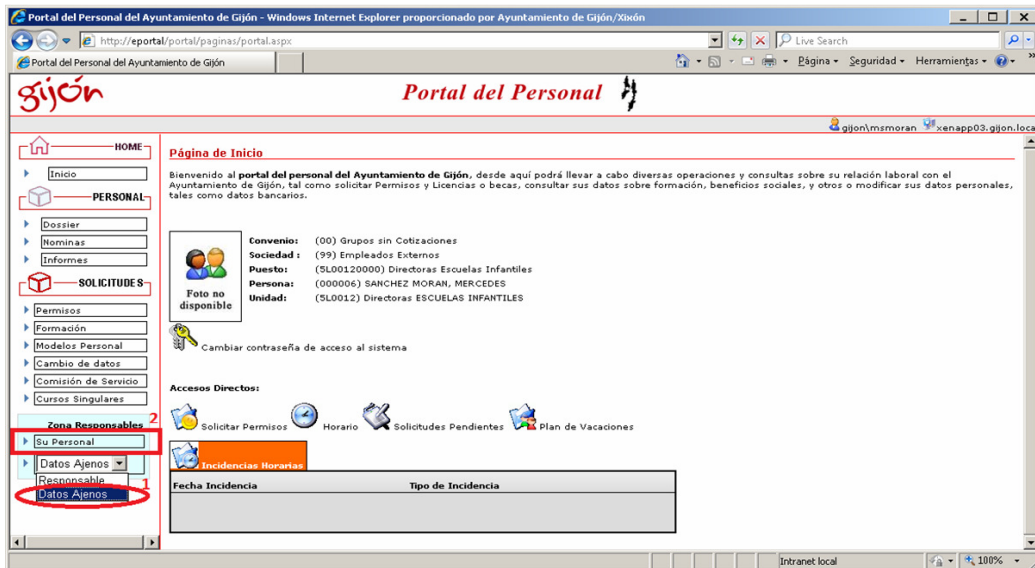 Portal del Personal del Ayuntamiento de Gijón - Windows Internet Explorer proporcionado por Ayuntamiento de Gijón/Xixón
http://eportal/portal/paginas/portal.aspx
Live Search
Portal del Personal del Ayuntamiento de Gijón
Página
Seguridad
Herramientas
»
gijón
Portal del Personal
gijon\msmoran
xenapp03.gijon.loca
HOME
Inicio
PERSONAL
Dossier
Nominas
Informes
SOLICITUDES
Permisos
Formación
Modelos Personal
Cambio de datos
Comisión de Servicio
Cursos Singulares
Zona Responsables
2
Su Personal
Datos Ajenos
Responsable
1
Datos Ajenos
Página de Inicio
Bienvenido al portal del personal del Ayuntamiento de Gijón, desde aquí podrá llevar a cabo diversas operaciones y consultas sobre su relación laboral con el
Ayuntamiento de Gijón, tal como solicitar Permisos y Licencias o becas, consultar sus datos sobre formación, beneficios sociales, y otros o modificar sus datos personales,
tales como datos bancarios.
Foto no
disponible
Convenio: (00) Grupos sin Cotizaciones
Sociedad : (99) Empleados Externos
Puesto: (5L00120000) Directoras Escuelas Infantiles
Persona: (000006) SANCHEZ MORAN, MERCEDES
Unidad: (5L0012) Directoras ESCUELAS INFANTILES
Cambiar contraseña de acceso al sistema
Accesos Directos:
Solicitar Permisos
Horario
Solicitudes Pendientes
Plan de Vacaciones
Incidencias Horarias
Fecha Incidencia
Tipo de Incidencia
Intranet local
100%